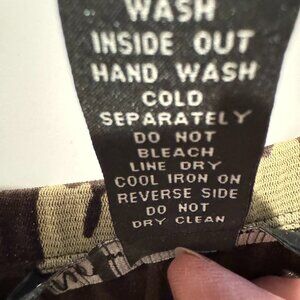 WASH
INSIDE OUT
HAND WASH
COLD
SEPARATELY
DO NOT
BLEACH
LINE DRY
COOL IRON ON
REVERSE SIDE
DO NOT
DRY CLEAN